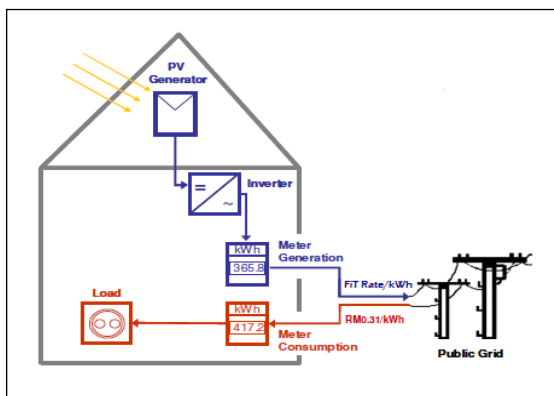 PV
Generator
=
~
Inverter
kWh
365.8
Meter
Generation
FiT Rate/kWh
Load
kWh
417.2
Meter
Consumption
RM0.31/kWh
Public Grid